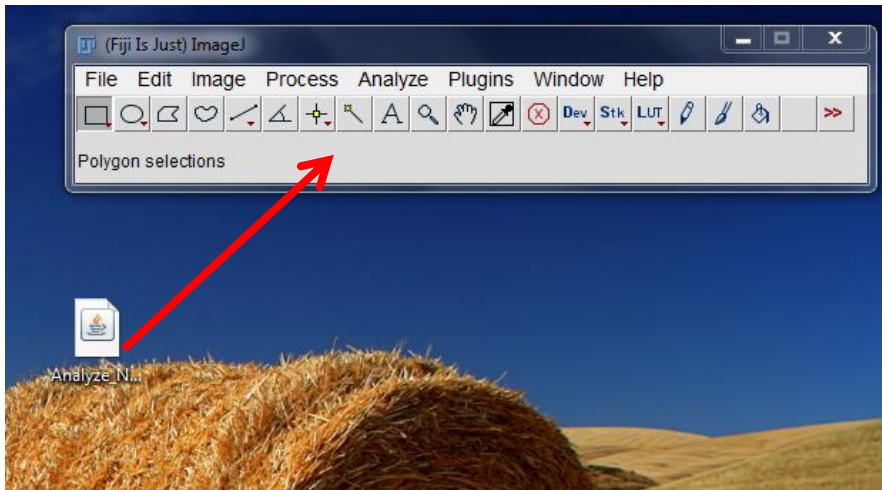 (Fiji Is Just) ImageJ
File Edit Image Process Analyze Plugins Window Help
A Dev Stk LUT >>
Polygon selections
Analyze_N...